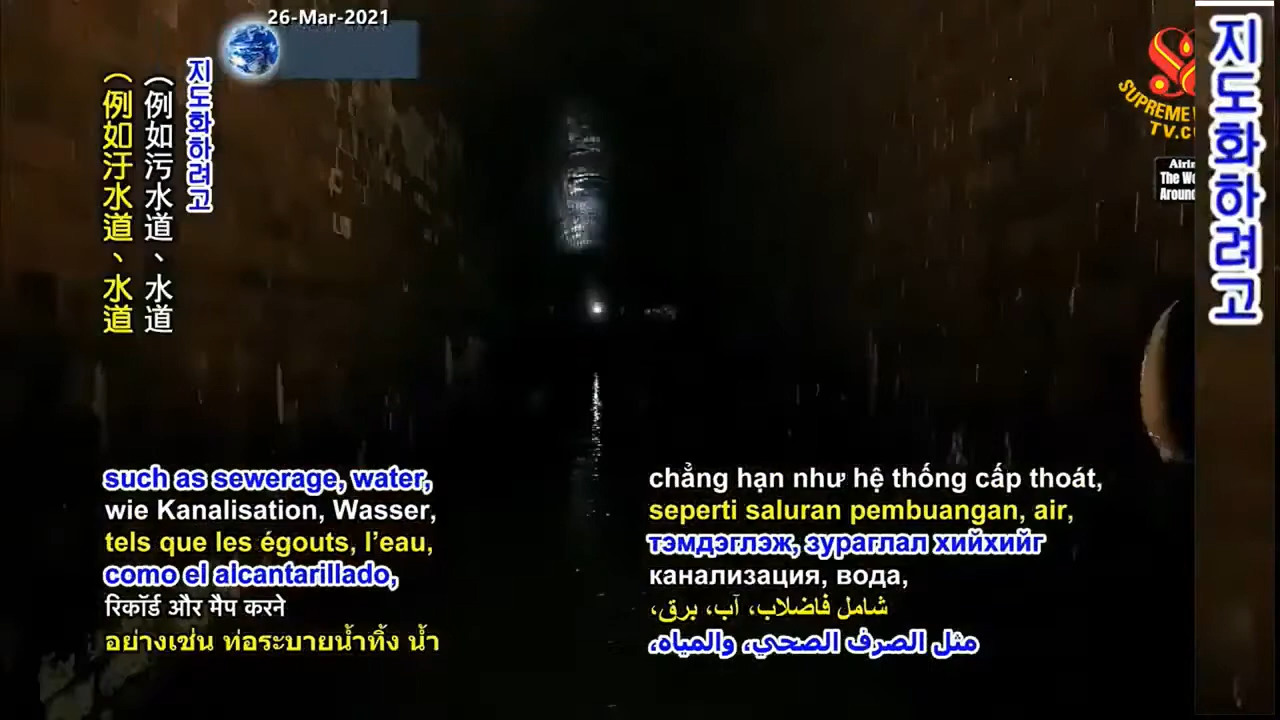 26-Mar-2021
지도화하려고
(例如污水道、水道
(例如汙水道、水道
지도화하려고
SUPREME
TV.C
The
Around
such as sewerage, water,
wie Kanalisation, Wasser,
tels que les égouts, l’eau,
como el alcantarillado,
रिकॉर्ड और मैप करने
อย่างเช่น ท่อระบายน้ำทิ้ง น้ำ
chẳng hạn như hệ thống cấp thoát,
seperti saluran pembuangan, air,
тэмдэглэж, зураглал хийхийг
канализация, вода,
شامل فاضلاب، آب، برق،
مثل الصرف الصحي، والمياه،